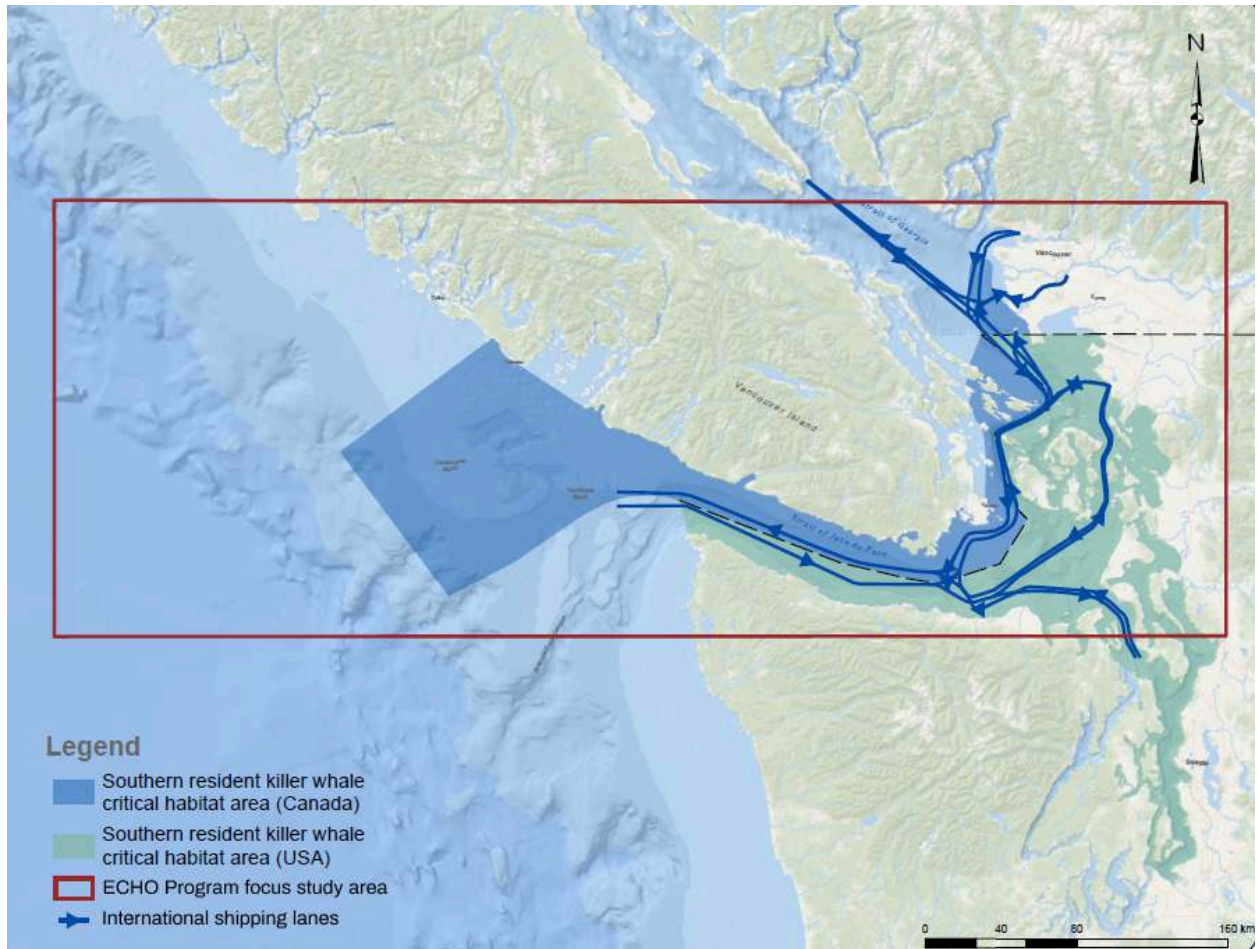 N
Strait of Georgia
Vancouver
Vancouver Island
Strait of Juan de Fuca
Seattle
Legend
Southern resident killer whale
critical habitat area (Canada)
Southern resident killer whale
critical habitat area (USA)
ECHO Program focus study area
International shipping lanes
0 40 80 160 km